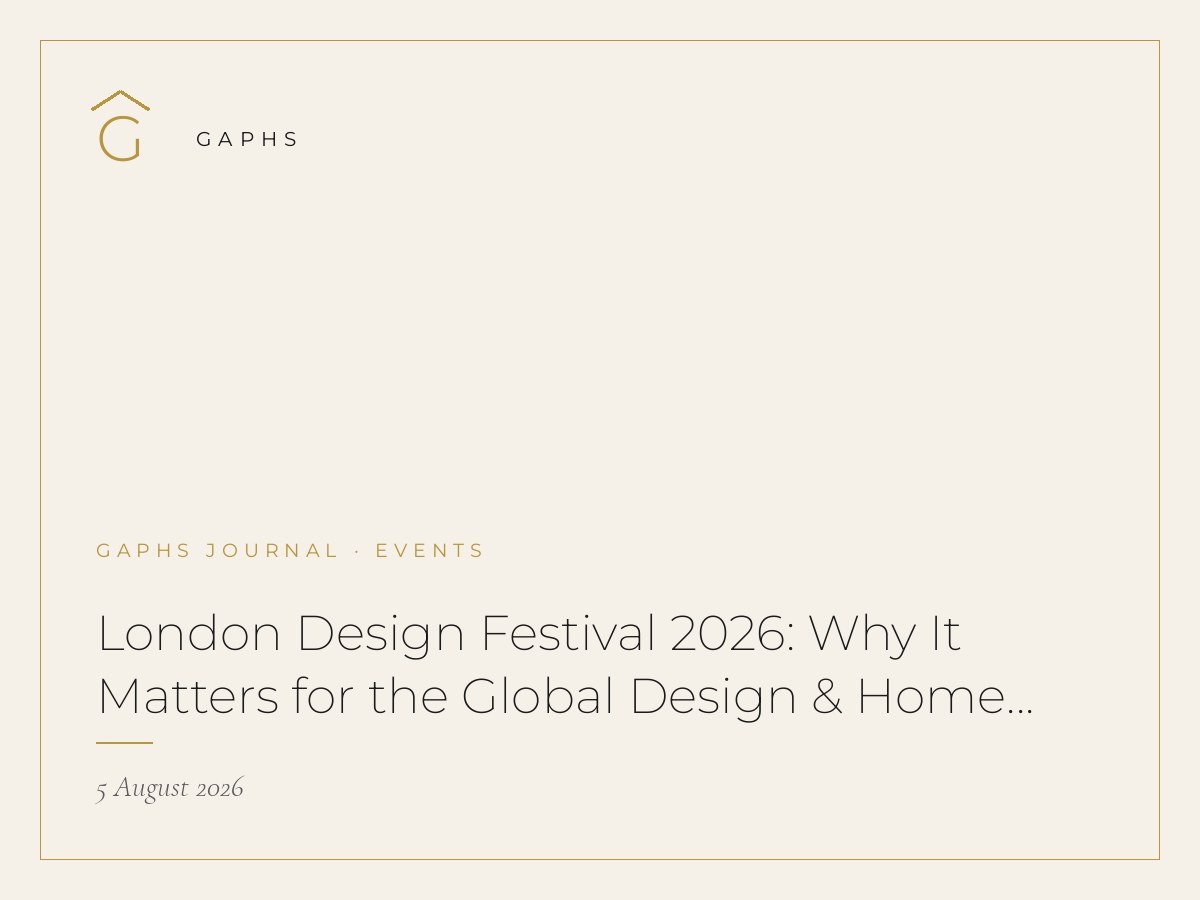 G
GAPHS
GAPHS JOURNAL · EVENTS
London Design Festival 2026: Why It
Matters for the Global Design & Home...
5 August 2026